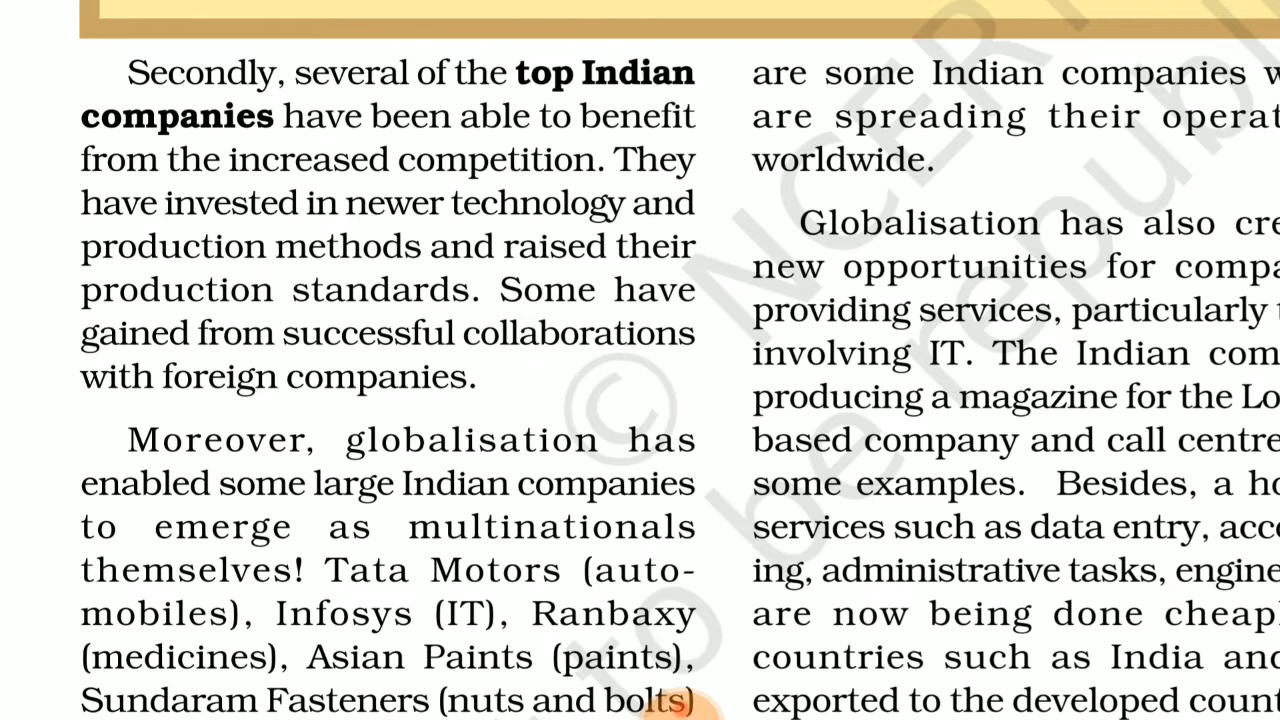 Secondly, several of the top Indian
companies have been able to benefit
from the increased competition. They
have invested in newer technology and
production methods and raised their
production standards. Some have
gained from successful collaborations
with foreign companies.
Moreover, globalisation has
enabled some large Indian companies
to emerge as multinationals
themselves! Tata Motors (auto-
mobiles), Infosys (IT), Ranbaxy
(medicines), Asian Paints (paints),
Sundaram Fasteners (nuts and bolts)
are some Indian companies
are spreading their
worldwide.
Globalisation has also
new opportunities for
providing services, particularly
involving IT. The Indian
producing a magazine for the
based company and call
some examples. Besides, a
services such as data entry,
ing, administrative tasks,
are now being done
countries such as India
exported to the developed
© NCERT
to be